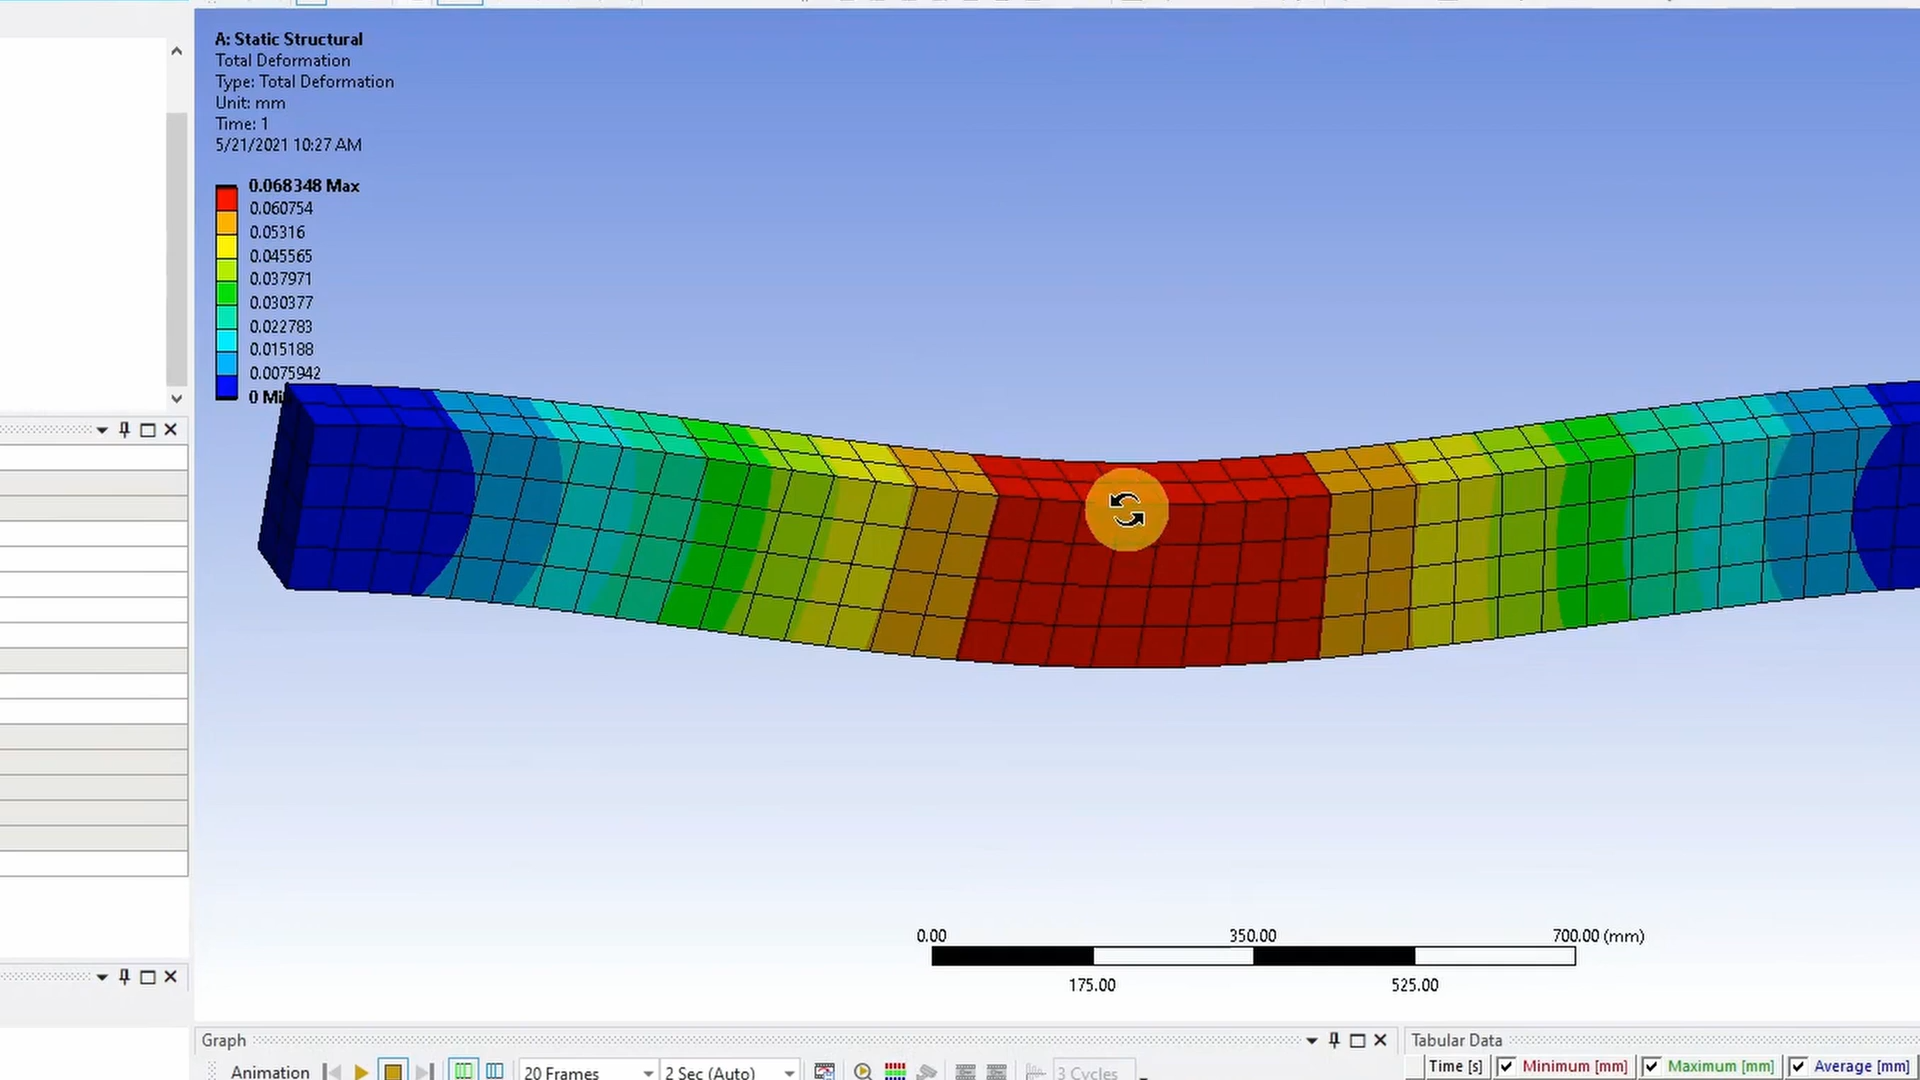 A: Static Structural
Total Deformation
Type: Total Deformation
Unit: mm
Time: 1
5/21/2021 10:27 AM
0.068348 Max
0.060754
0.05316
0.045565
0.037971
0.030377
0.022783
0.015188
0.0075942
0 Mi
0.00
350.00
700.00 (mm)
175.00
525.00
Graph
Tabular Data
Animation
20 Frames
2 Sec (Auto)
3 Cycles
Time [s]
Minimum [mm]
Maximum [mm]
Average [mm]